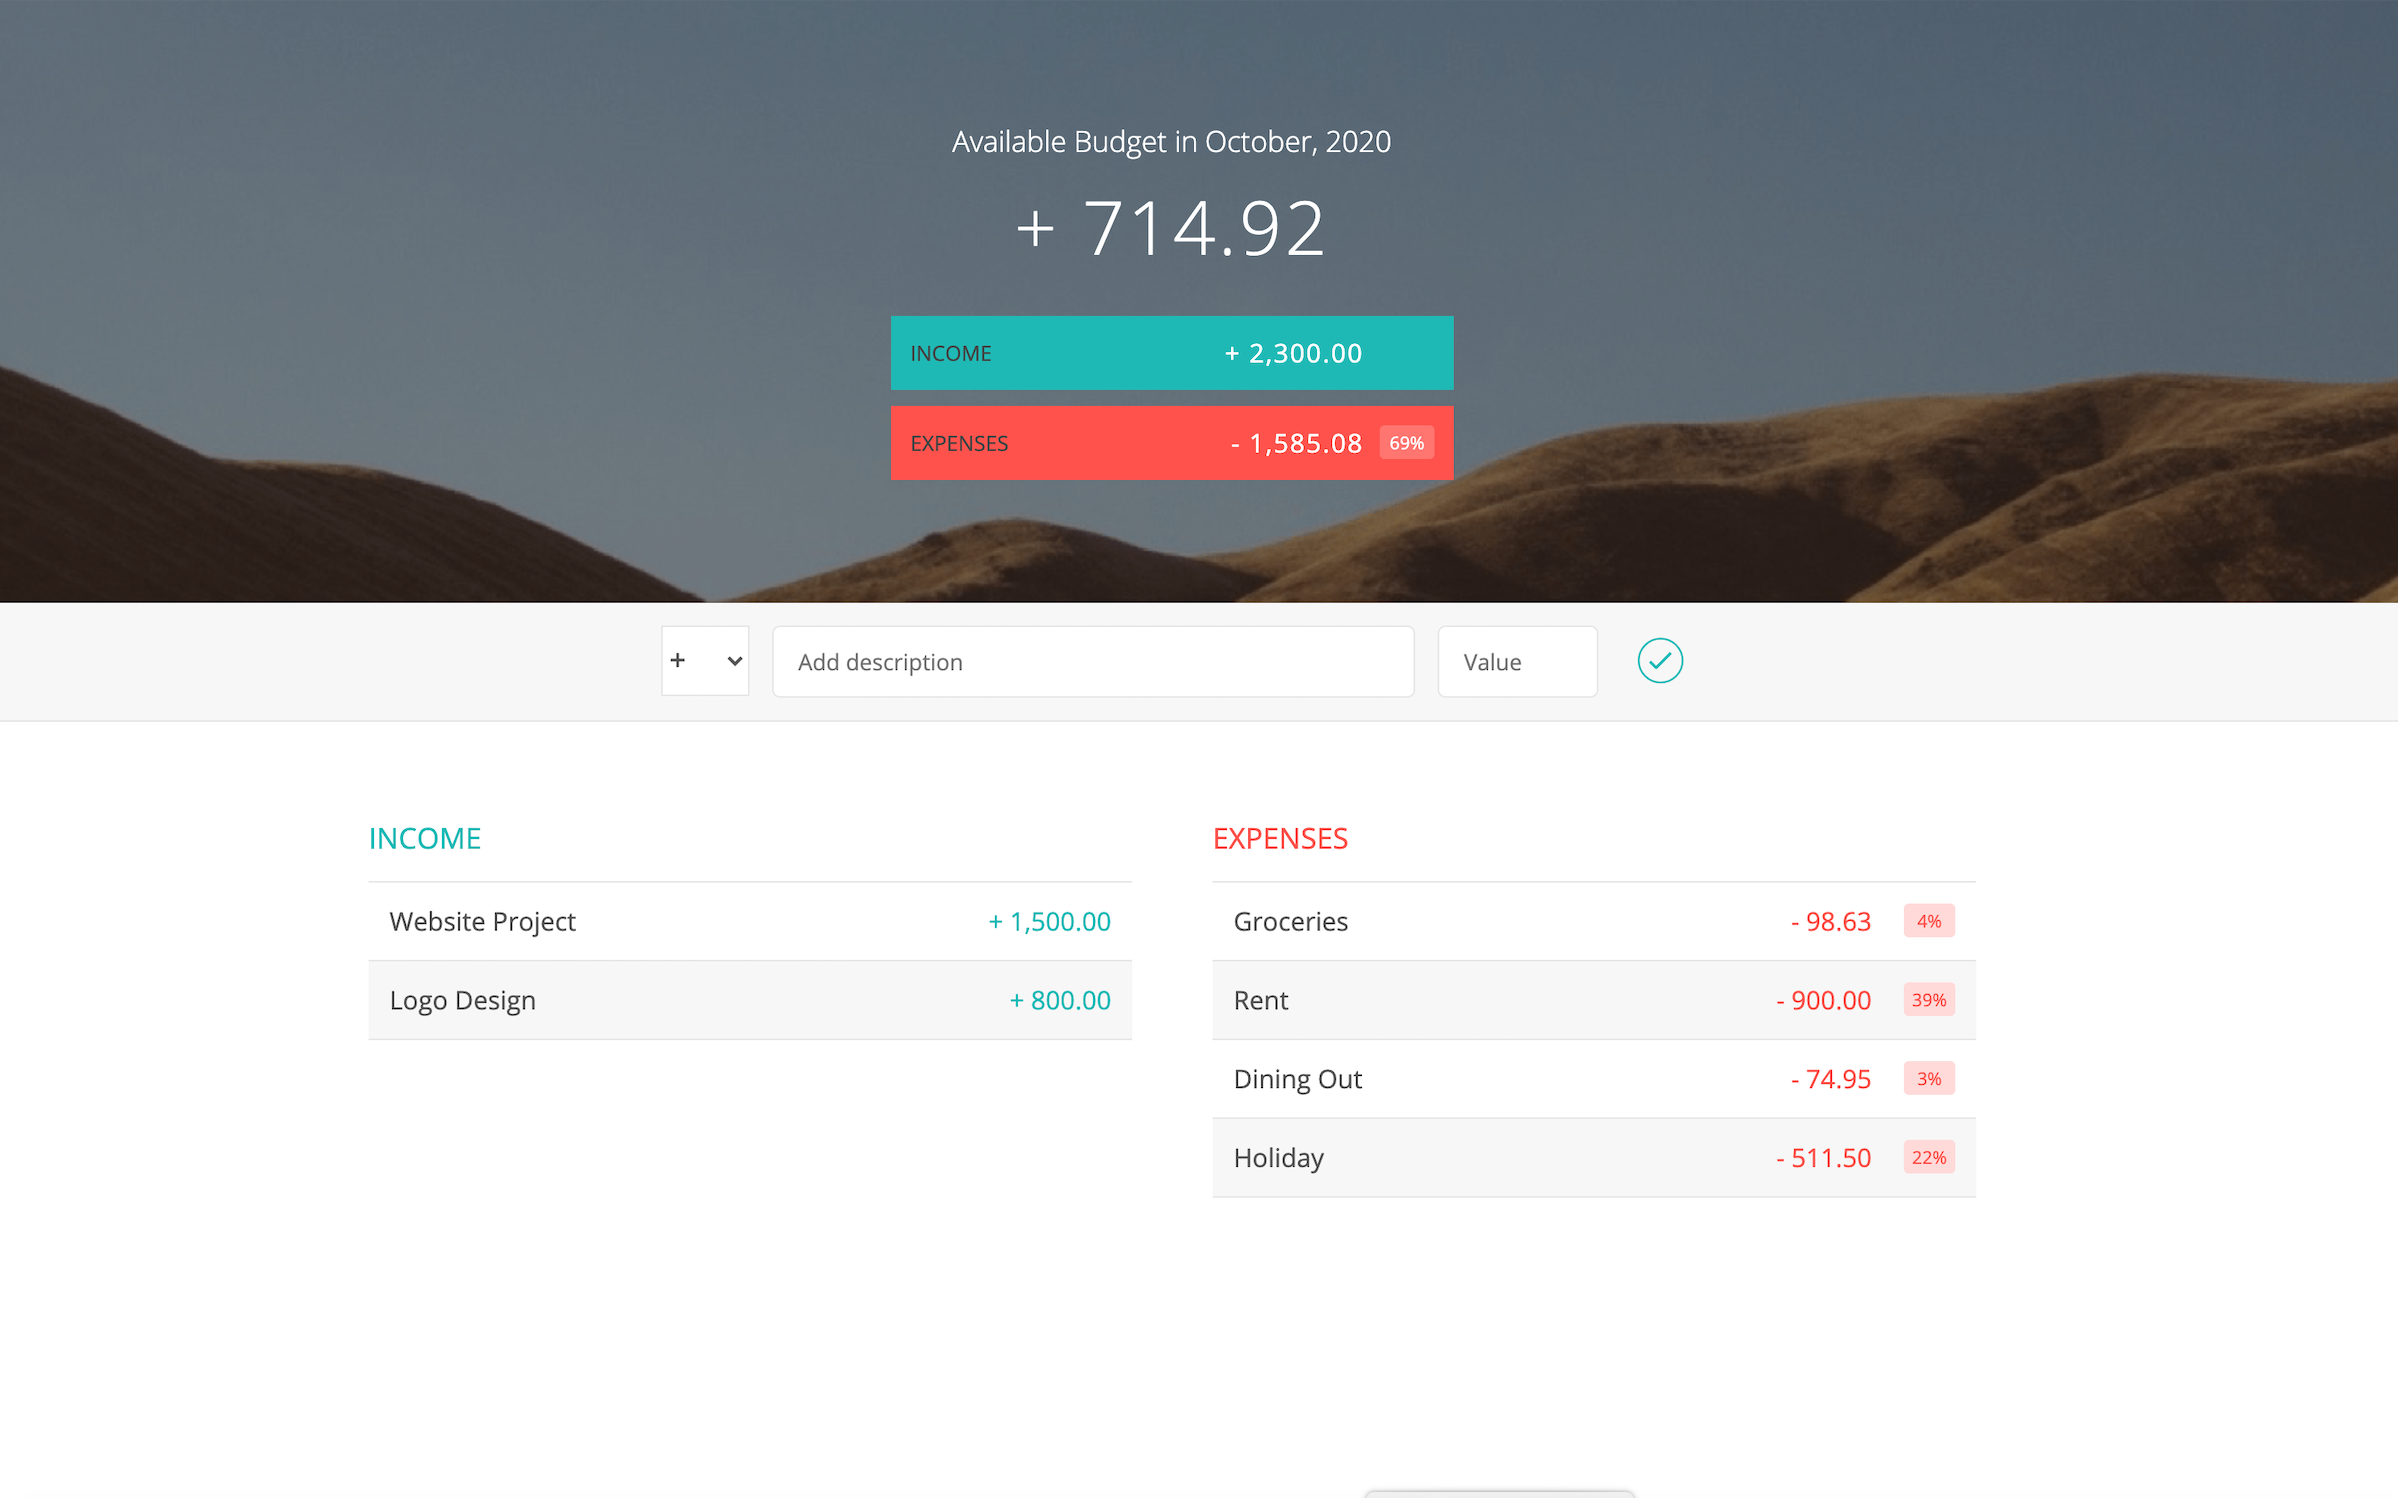 Available Budget in October, 2020
+ 714.92
INCOME + 2,300.00
EXPENSES - 1,585.08 69%
+ Add description Value
INCOME
Website Project + 1,500.00
Logo Design + 800.00
EXPENSES
Groceries - 98.63 4%
Rent - 900.00 39%
Dining Out - 74.95 3%
Holiday - 511.50 22%